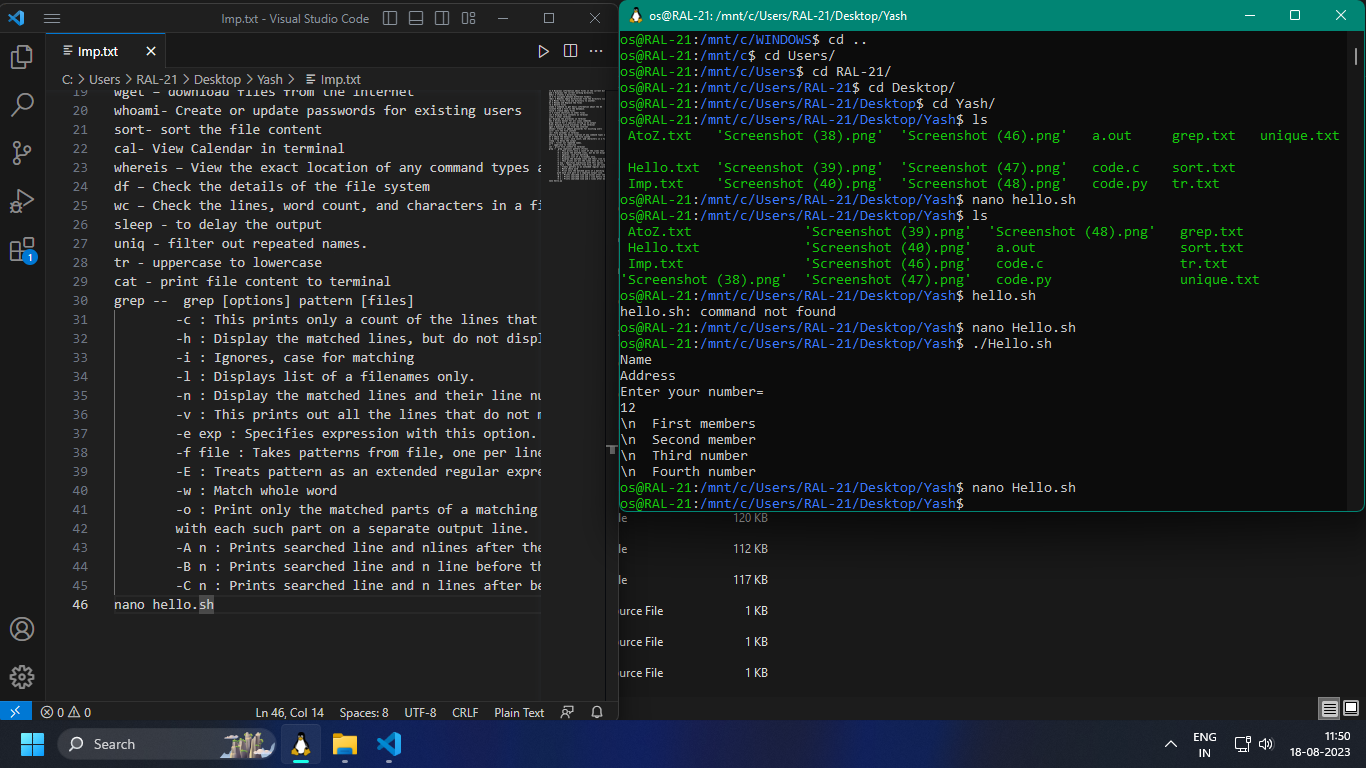 Imp.txt - Visual Studio Code
Imp.txt
C: > Users > RAL-21 > Desktop > Yash > Imp.txt
19 wget – download files from the internet
20 whoami- Create or update passwords for existing users
21 sort- sort the file content
22 cal- View Calendar in terminal
23 whereis – View the exact location of any command types a
24 df – Check the details of the file system
25 wc – Check the lines, word count, and characters in a fi
26 sleep - to delay the output
27 uniq - filter out repeated names.
28 tr - uppercase to lowercase
29 cat - print file content to terminal
30 grep -- grep [options] pattern [files]
31 -c : This prints only a count of the lines that
32 -h : Display the matched lines, but do not displ
33 -i : Ignores, case for matching
34 -l : Displays list of a filenames only.
35 -n : Display the matched lines and their line nu
36 -v : This prints out all the lines that do not m
37 -e exp : Specifies expression with this option.
38 -f file : Takes patterns from file, one per line
39 -E : Treats pattern as an extended regular expre
40 -w : Match whole word
41 -o : Print only the matched parts of a matching
42 with each such part on a separate output line.
43 -A n : Prints searched line and nlines after the
44 -B n : Prints searched line and n line before th
45 -C n : Prints searched line and n lines after be
46 nano hello.sh
1
0 0
Ln 46, Col 14 Spaces: 8 UTF-8 CRLF Plain Text
os@RAL-21: /mnt/c/Users/RAL-21/Desktop/Yash
os@RAL-21:/mnt/c/WINDOWS$ cd ..
os@RAL-21:/mnt/c$ cd Users/
os@RAL-21:/mnt/c/Users$ cd RAL-21/
os@RAL-21:/mnt/c/Users/RAL-21$ cd Desktop/
os@RAL-21:/mnt/c/Users/RAL-21/Desktop$ cd Yash/
os@RAL-21:/mnt/c/Users/RAL-21/Desktop/Yash$ ls
AtoZ.txt 'Screenshot (38).png' 'Screenshot (46).png' a.out grep.txt unique.txt
Hello.txt 'Screenshot (39).png' 'Screenshot (47).png' code.c sort.txt
Imp.txt 'Screenshot (40).png' 'Screenshot (48).png' code.py tr.txt
os@RAL-21:/mnt/c/Users/RAL-21/Desktop/Yash$ nano hello.sh
os@RAL-21:/mnt/c/Users/RAL-21/Desktop/Yash$ ls
AtoZ.txt 'Screenshot (39).png' 'Screenshot (48).png' grep.txt
Hello.txt 'Screenshot (40).png' a.out sort.txt
Imp.txt 'Screenshot (46).png' code.c tr.txt
'Screenshot (38).png' 'Screenshot (47).png' code.py unique.txt
os@RAL-21:/mnt/c/Users/RAL-21/Desktop/Yash$ hello.sh
hello.sh: command not found
os@RAL-21:/mnt/c/Users/RAL-21/Desktop/Yash$ nano Hello.sh
os@RAL-21:/mnt/c/Users/RAL-21/Desktop/Yash$ ./Hello.sh
Name
Address
Enter your number=
12
\n First members
\n Second member
\n Third number
\n Fourth number
os@RAL-21:/mnt/c/Users/RAL-21/Desktop/Yash$ nano Hello.sh
os@RAL-21:/mnt/c/Users/RAL-21/Desktop/Yash$
le 120 KB
le 112 KB
le 117 KB
urce File 1 KB
urce File 1 KB
urce File 1 KB
Search
ENG
IN
11:50
18-08-2023